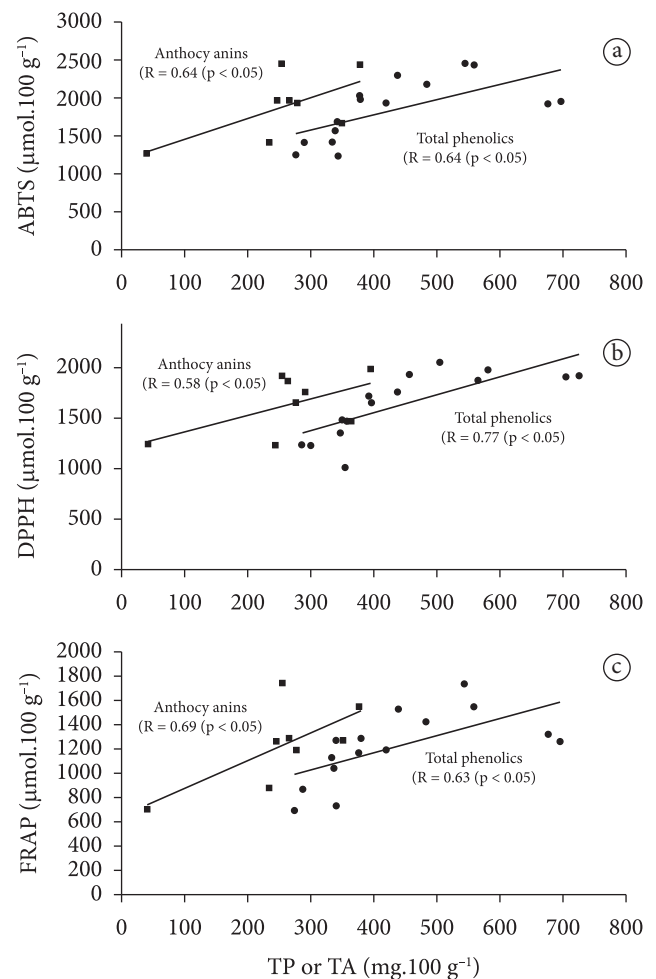 3000
2500
2000
1500
1000
500
0
ABTS (μmol.100 g⁻¹)
Anthocy anins
(R = 0.64 (p < 0.05)
a
Total phenolics
(R = 0.64 (p < 0.05)
0 100 200 300 400 500 600 700 800
2000
1500
1000
500
0
DPPH (μmol.100 g⁻¹)
Anthocy anins
(R = 0.58 (p < 0.05)
b
Total phenolics
(R = 0.77 (p < 0.05)
0 100 200 300 400 500 600 700 800
2000
1800
1600
1400
1200
1000
800
600
400
200
0
FRAP (μmol.100 g⁻¹)
Anthocy anins
(R = 0.69 (p < 0.05)
c
Total phenolics
(R = 0.63 (p < 0.05)
0 100 200 300 400 500 600 700 800
TP or TA (mg.100 g⁻¹)